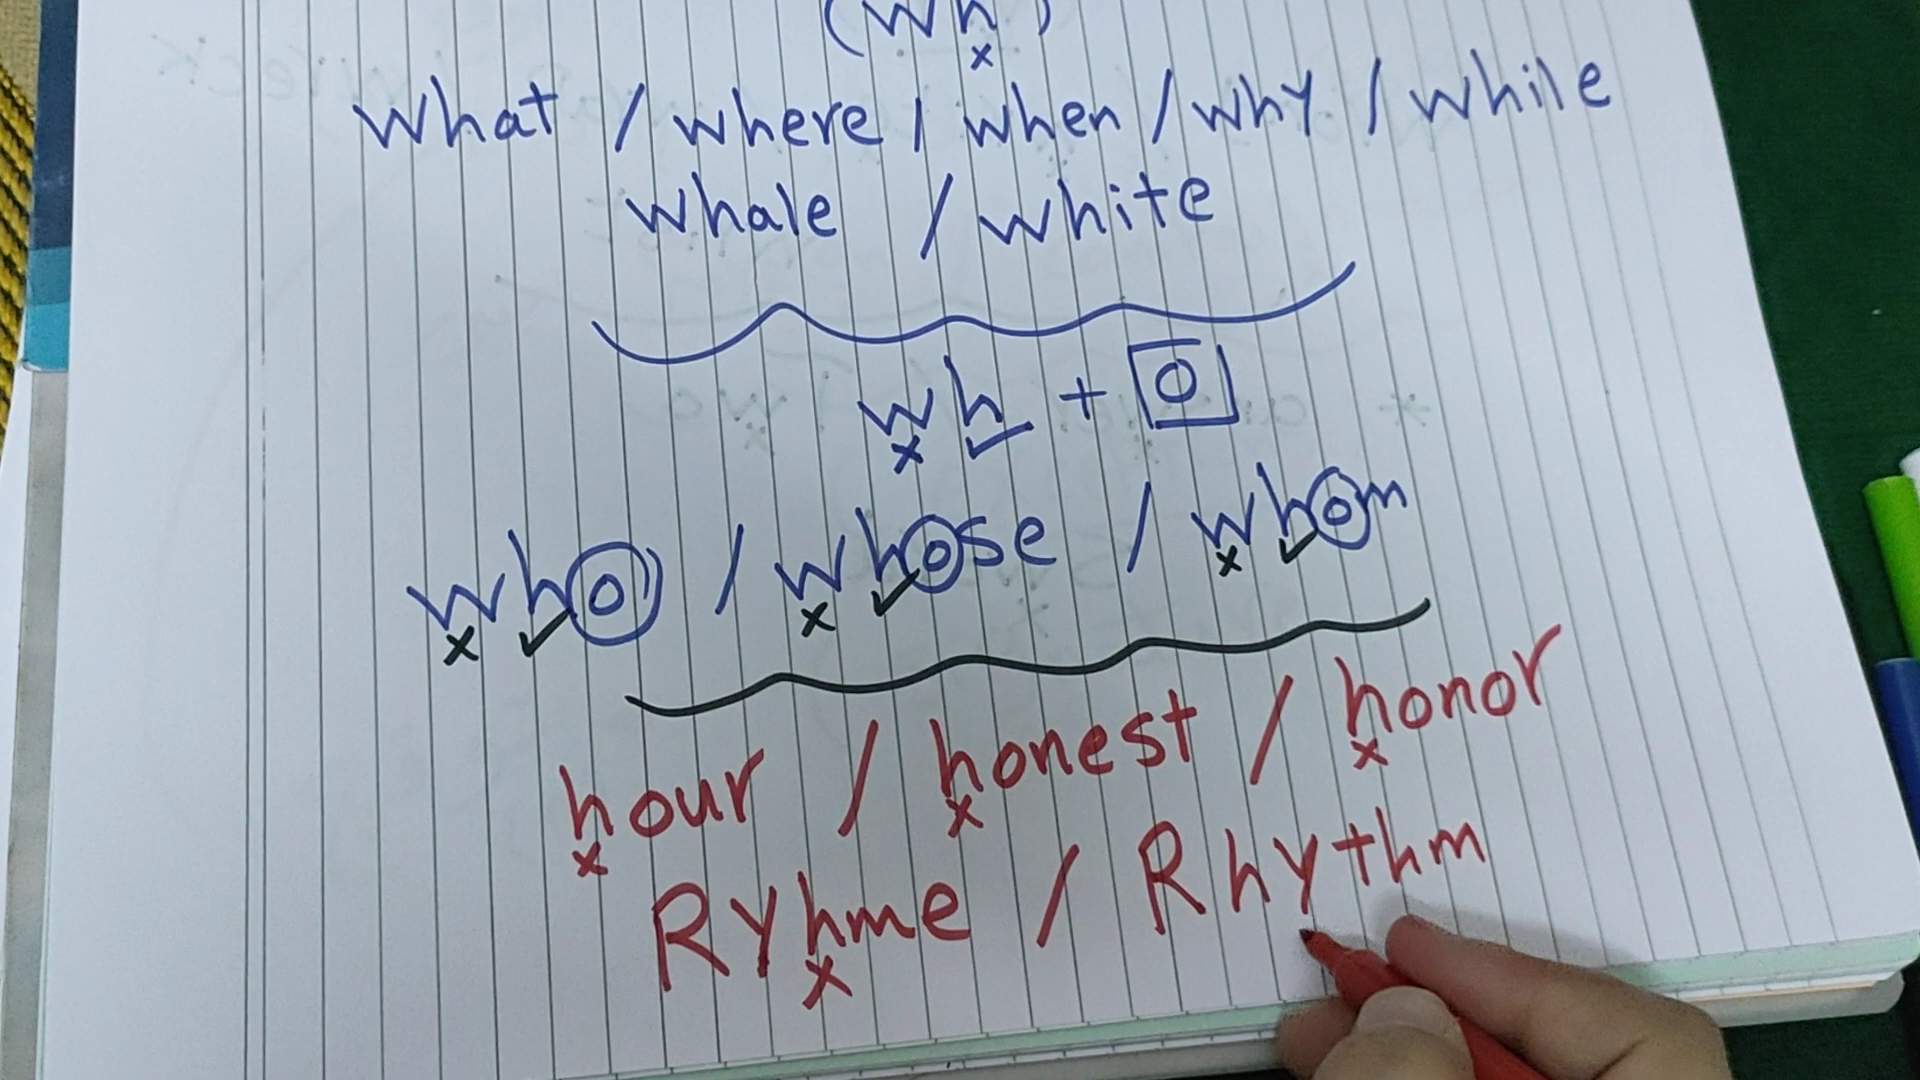 (Wh)
x
what / where / when / why / while
whale / white
wh + o
x ✓
who / whose / whom
x ✓ x ✓ x ✓
hour / honest / honor
x x x
Ryhme / Rhythm
x